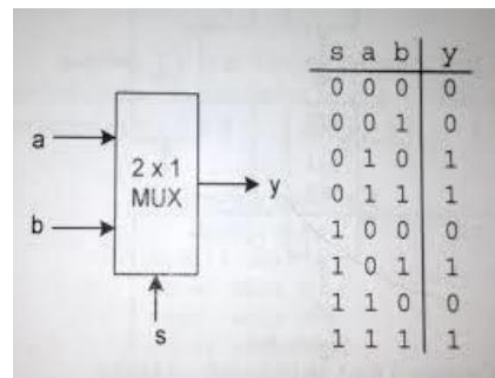 a
b
2 x 1
MUX
y
s
s a b y
0 0 0 0
0 0 1 0
0 1 0 1
0 1 1 1
1 0 0 0
1 0 1 1
1 1 0 0
1 1 1 1